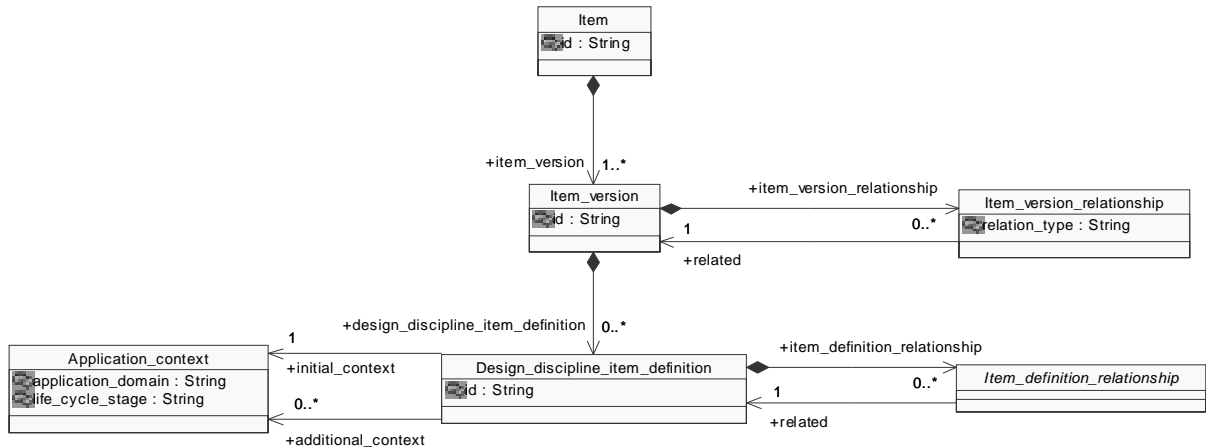 Item
id : String
+item_version
1..*
Item_version
id : String
+item_version_relationship
0..*
Item_version_relationship
relation_type : String
1
+related
+design_discipline_item_definition
0..*
Application_context
application_domain : String
life_cycle_stage : String
1
+initial_context
0..*
+additional_context
Design_discipline_item_definition
id : String
+item_definition_relationship
0..*
Item_definition_relationship
1
+related